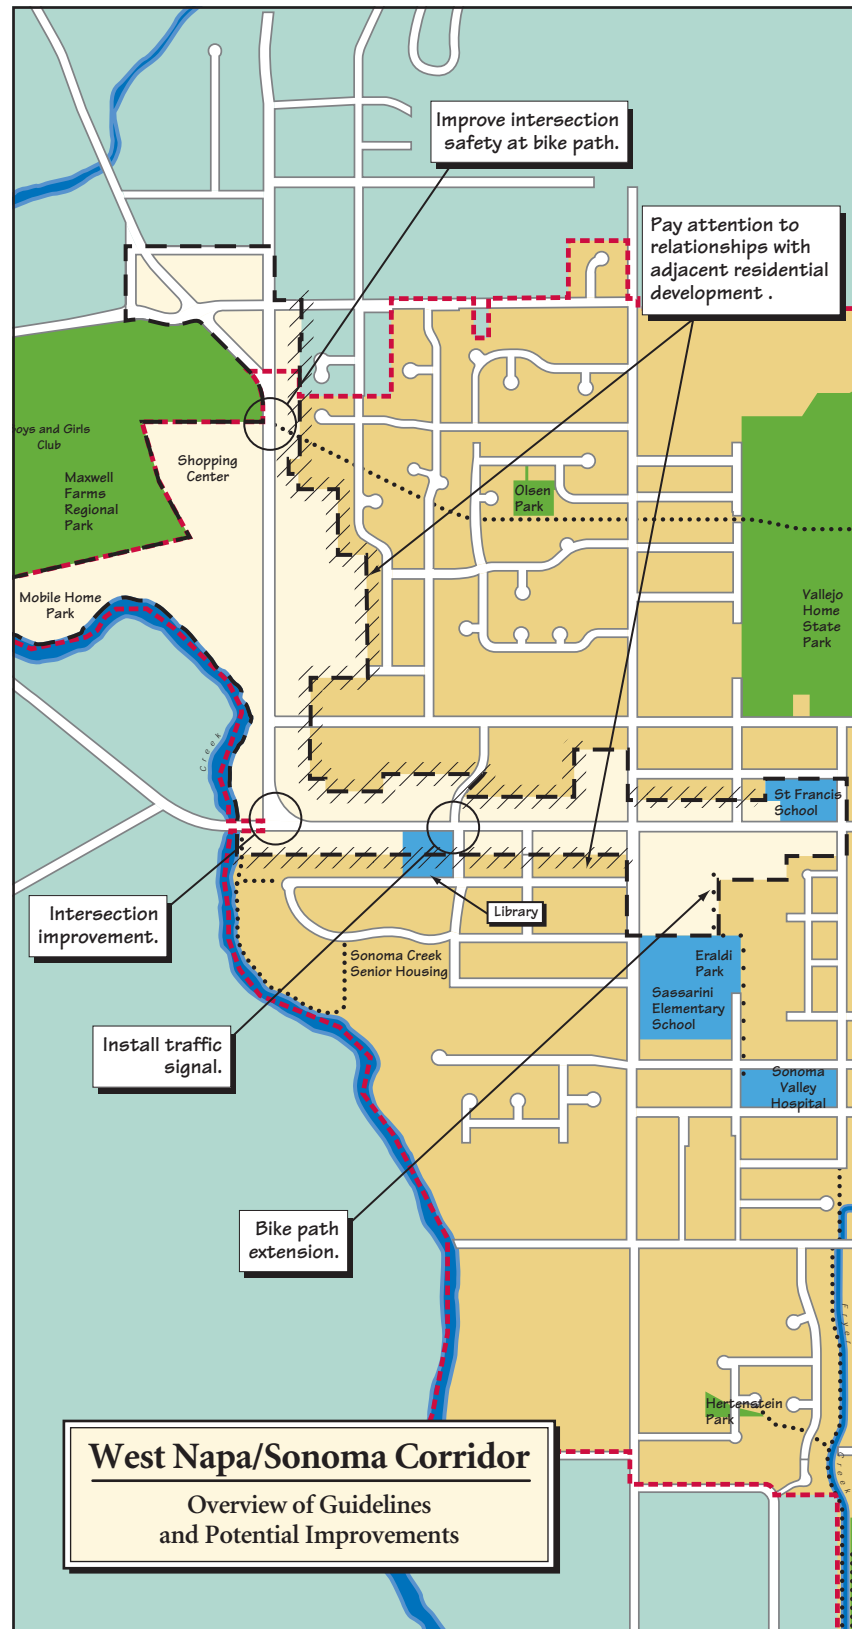 Improve intersection
safety at bike path.
Pay attention to
relationships with
adjacent residential
development .
oys and Girls
Club
Shopping
Center
Maxwell
Farms
Regional
Park
Olsen
Park
Mobile Home
Park
Vallejo
Home
State
Park
Creek
St Francis
School
Library
Intersection
improvement.
Sonoma Creek
Senior Housing
Eraldi
Park
Sassarini
Elementary
School
Install traffic
signal.
Sonoma
Valley
Hospital
Bike path
extension.
Fryer
Creek
Hertenstein
Park
West Napa/Sonoma Corridor
Overview of Guidelines
and Potential Improvements